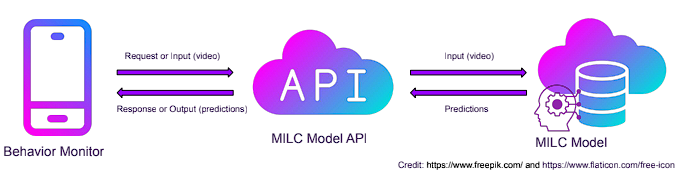 Request or Input (video)
Response or Output (predictions)
Behavior Monitor
API
MILC Model API
Input (video)
Predictions
MILC Model
Credit: https://www.freepik.com/ and https://www.flaticon.com/free-icon